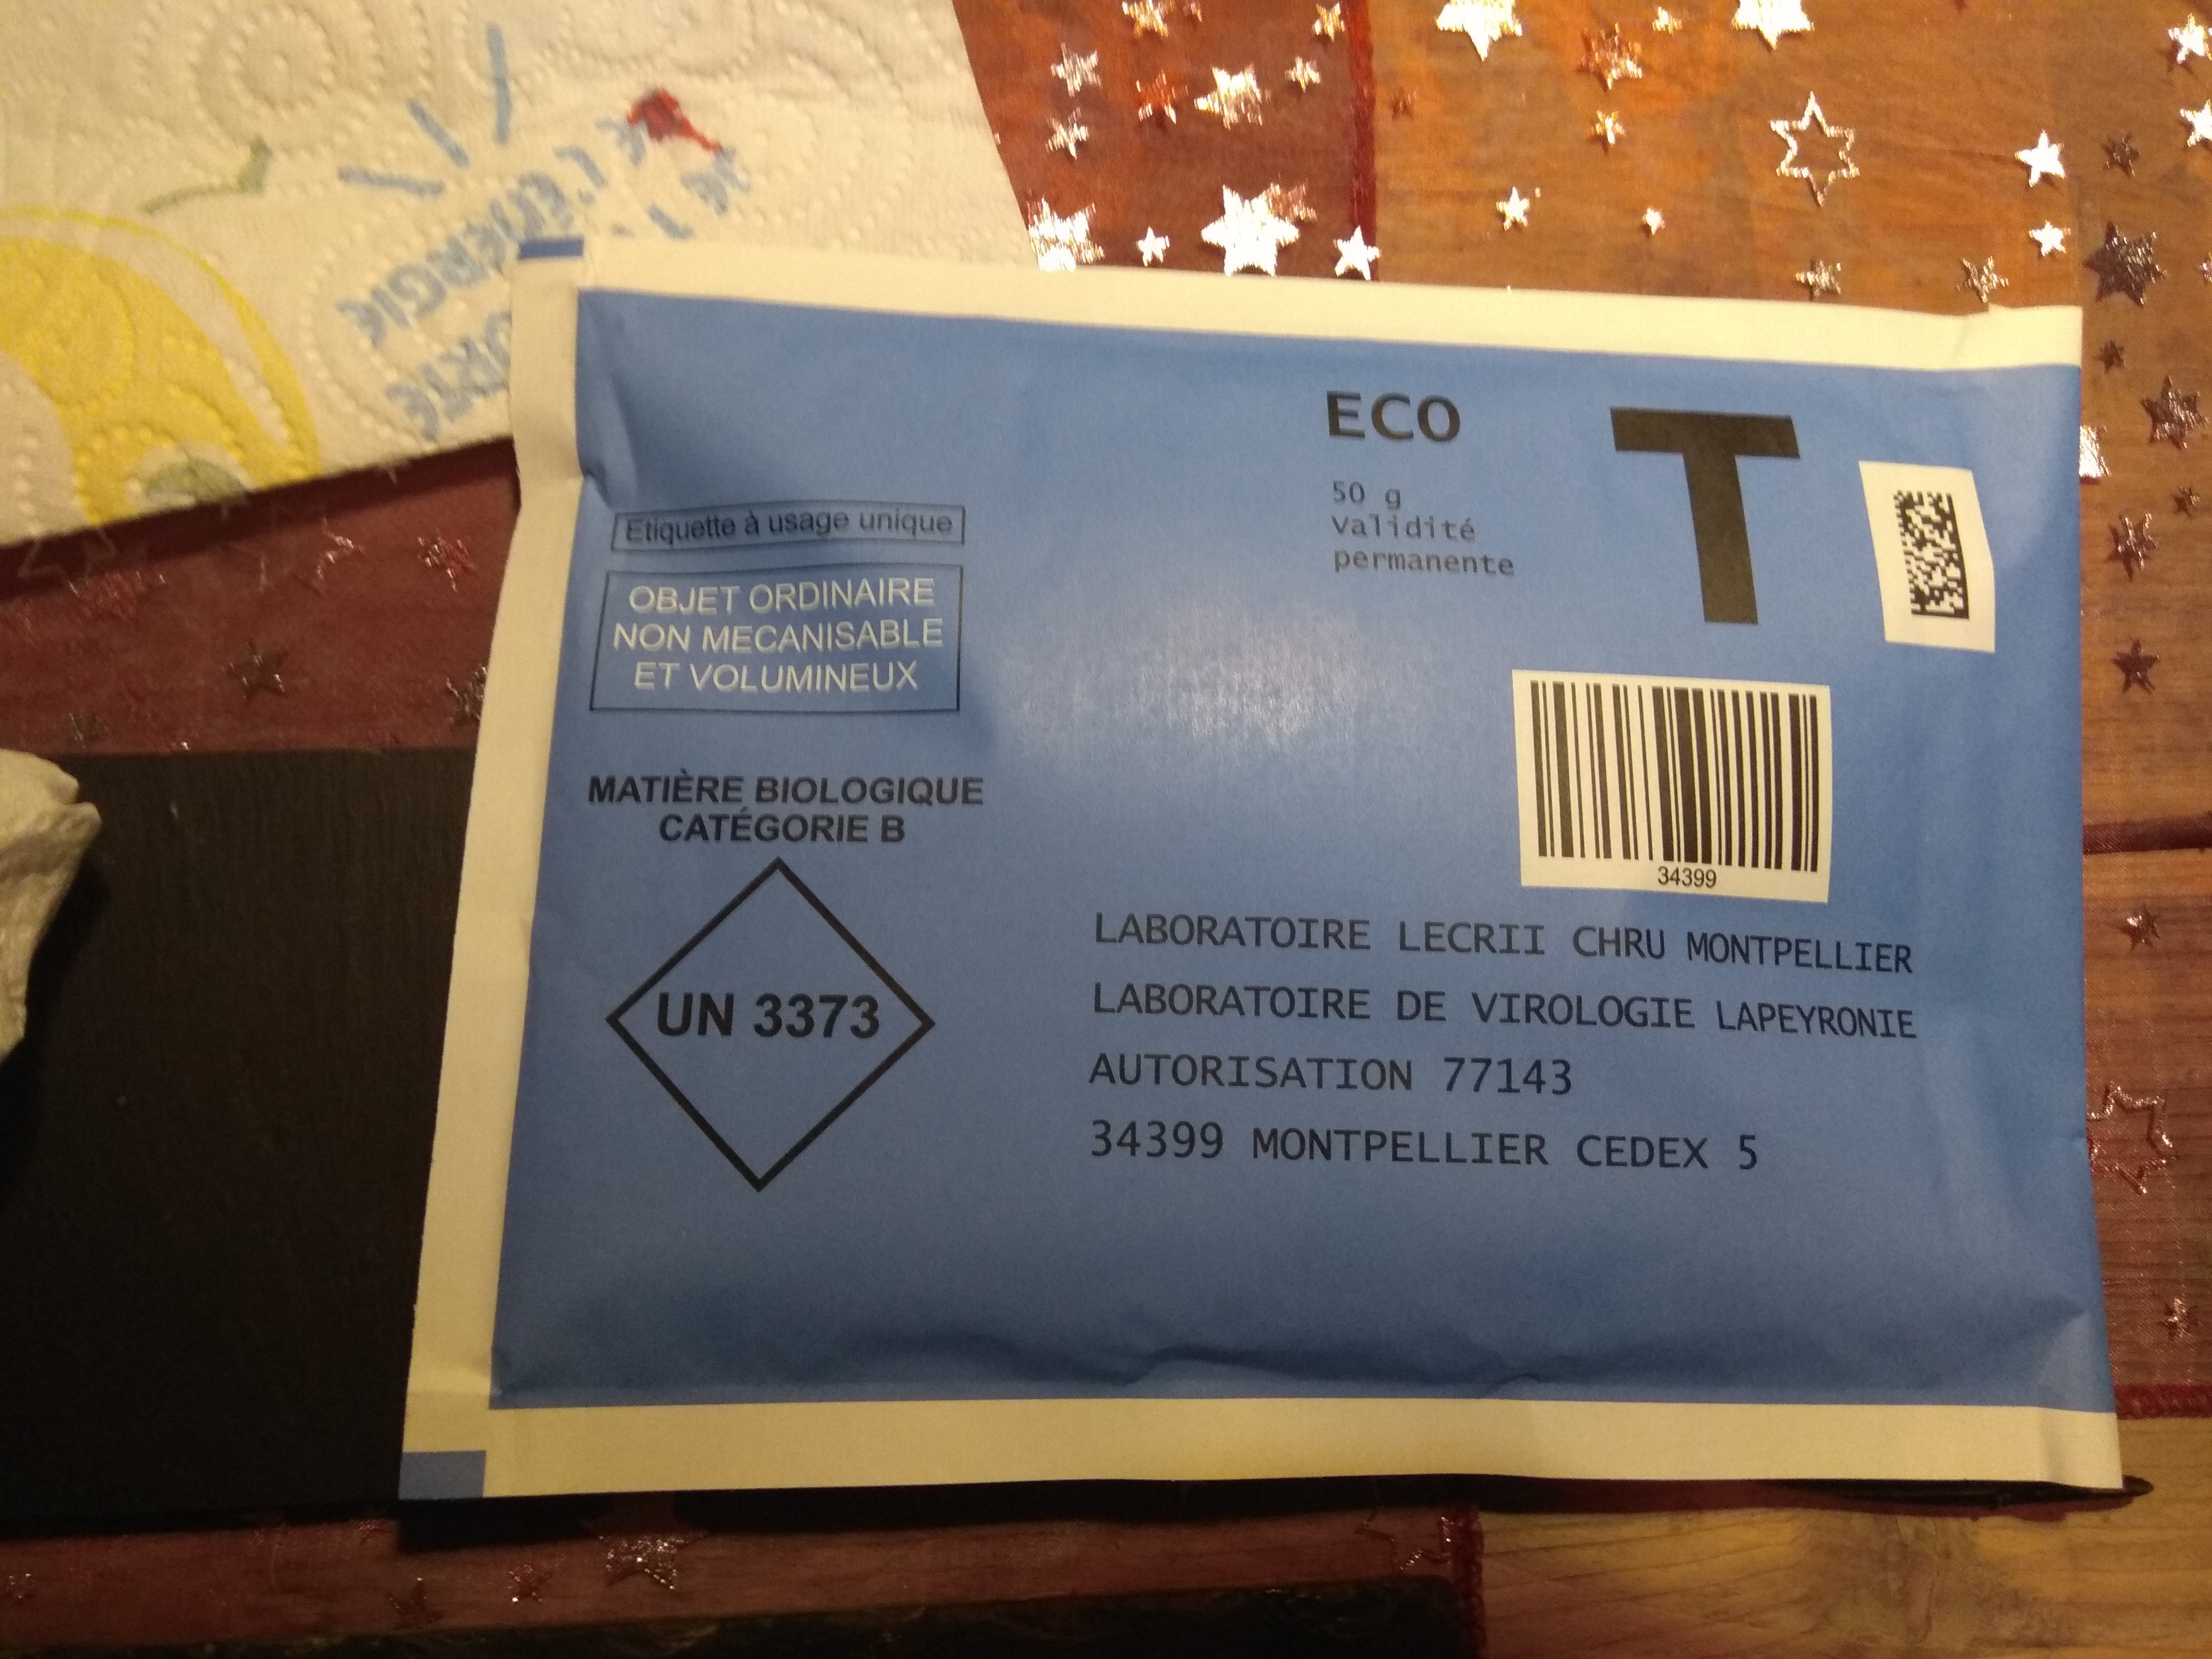 ECO
T
50 g
Validité
permanente
Etiquette à usage unique
OBJET ORDINAIRE
NON MECANISABLE
ET VOLUMINEUX
MATIÈRE BIOLOGIQUE
CATÉGORIE B
UN 3373
34399
LABORATOIRE LECRII CHRU MONTPELLIER
LABORATOIRE DE VIROLOGIE LAPEYRONIE
AUTORISATION 77143
34399 MONTPELLIER CEDEX 5